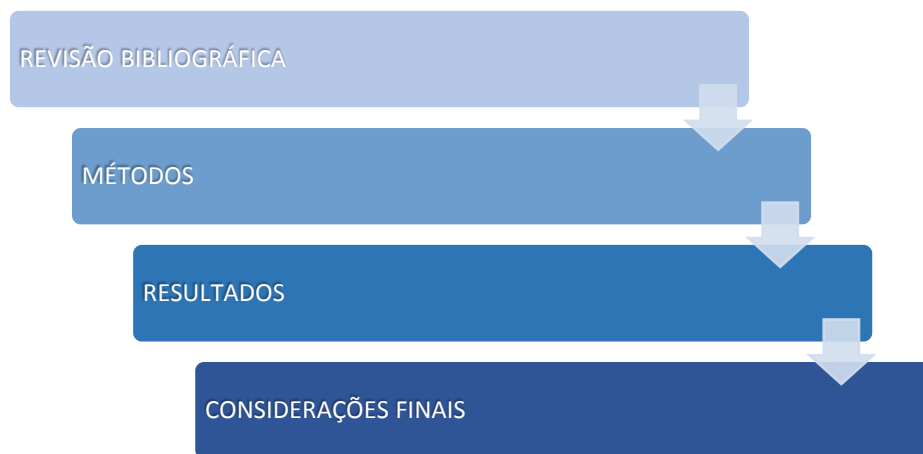 REVISÃO BIBLIOGRÁFICA
MÉTODOS
RESULTADOS
CONSIDERAÇÕES FINAIS